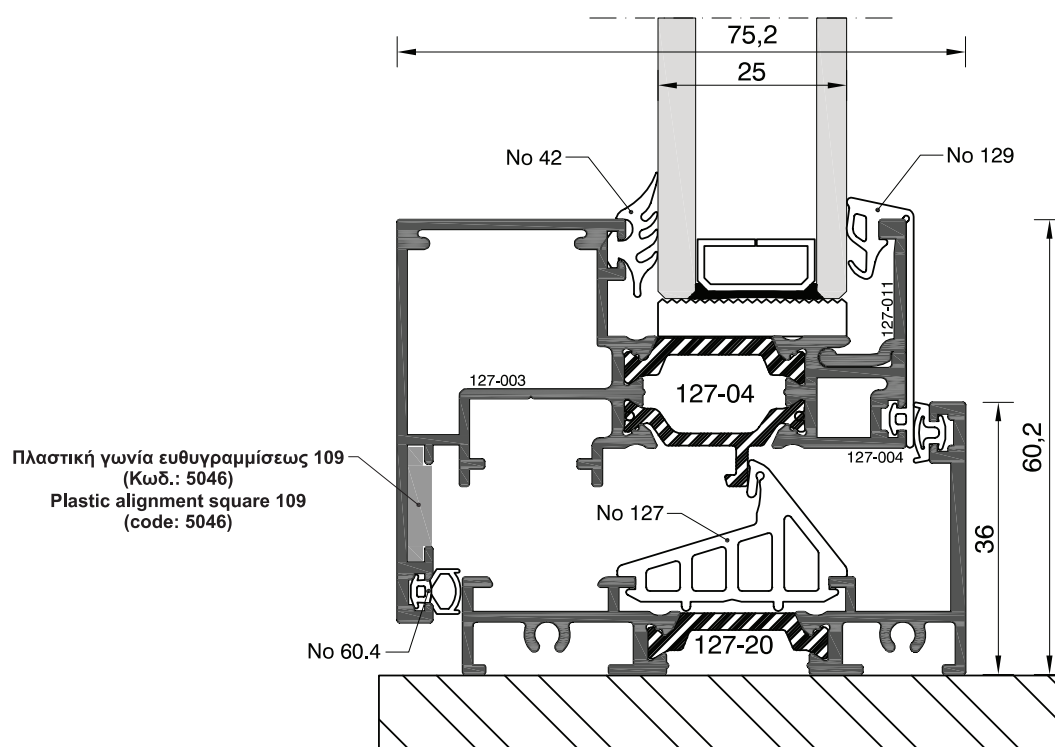 75,2
25
No 42
No 129
127-011
127-003
127-04
60,2
Πλαστική γωνία ευθυγραμμίσεως 109
(Κωδ.: 5046)
Plastic alignment square 109
(code: 5046)
127-004
No 127
36
No 60.4
127-20